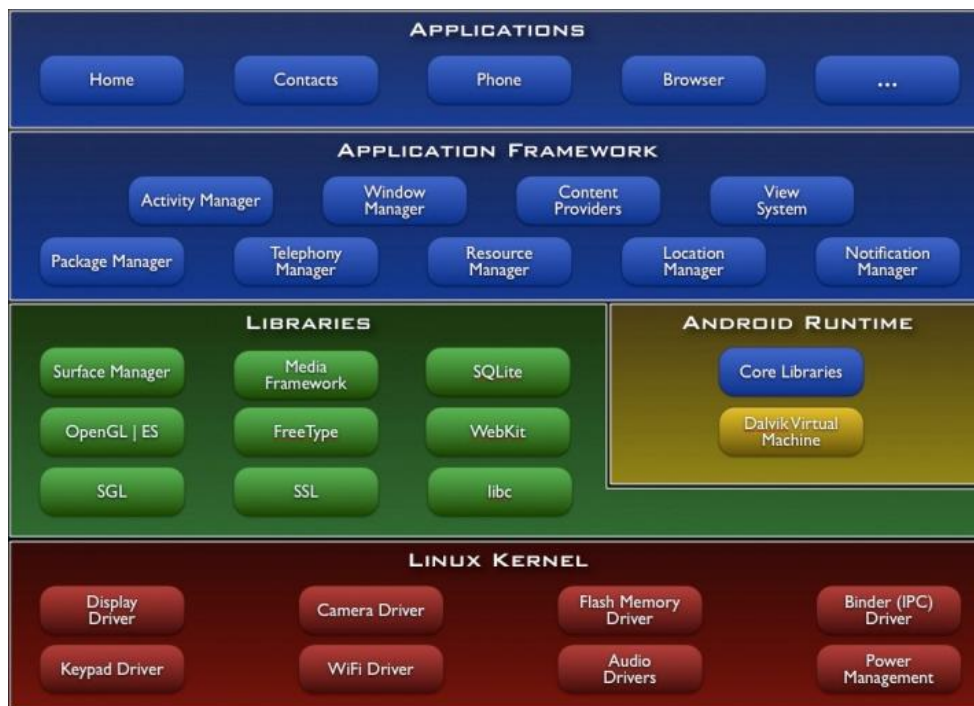 APPLICATIONS
Home
Contacts
Phone
Browser
...
APPLICATION FRAMEWORK
Activity Manager
Window
Manager
Content
Providers
View
System
Package Manager
Telephony
Manager
Resource
Manager
Location
Manager
Notification
Manager
LIBRARIES
Surface Manager
Media
Framework
SQLite
OpenGL | ES
FreeType
WebKit
SGL
SSL
libc
ANDROID RUNTIME
Core Libraries
Dalvik Virtual
Machine
LINUX KERNEL
Display
Driver
Camera Driver
Flash Memory
Driver
Binder (IPC)
Driver
Keypad Driver
WiFi Driver
Audio
Drivers
Power
Management